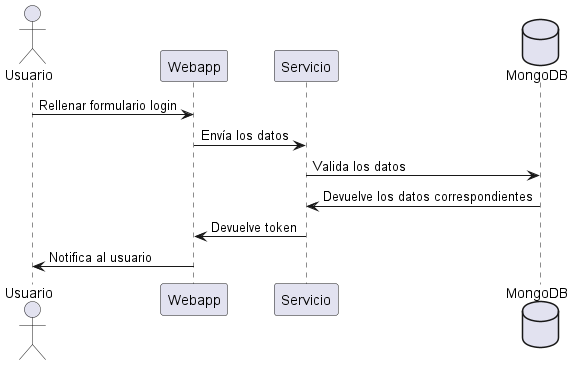 Usuario
Webapp
Servicio
MongoDB
Rellenar formulario login
Envía los datos
Valida los datos
Devuelve los datos correspondientes
Devuelve token
Notifica al usuario
Usuario
Webapp
Servicio
MongoDB